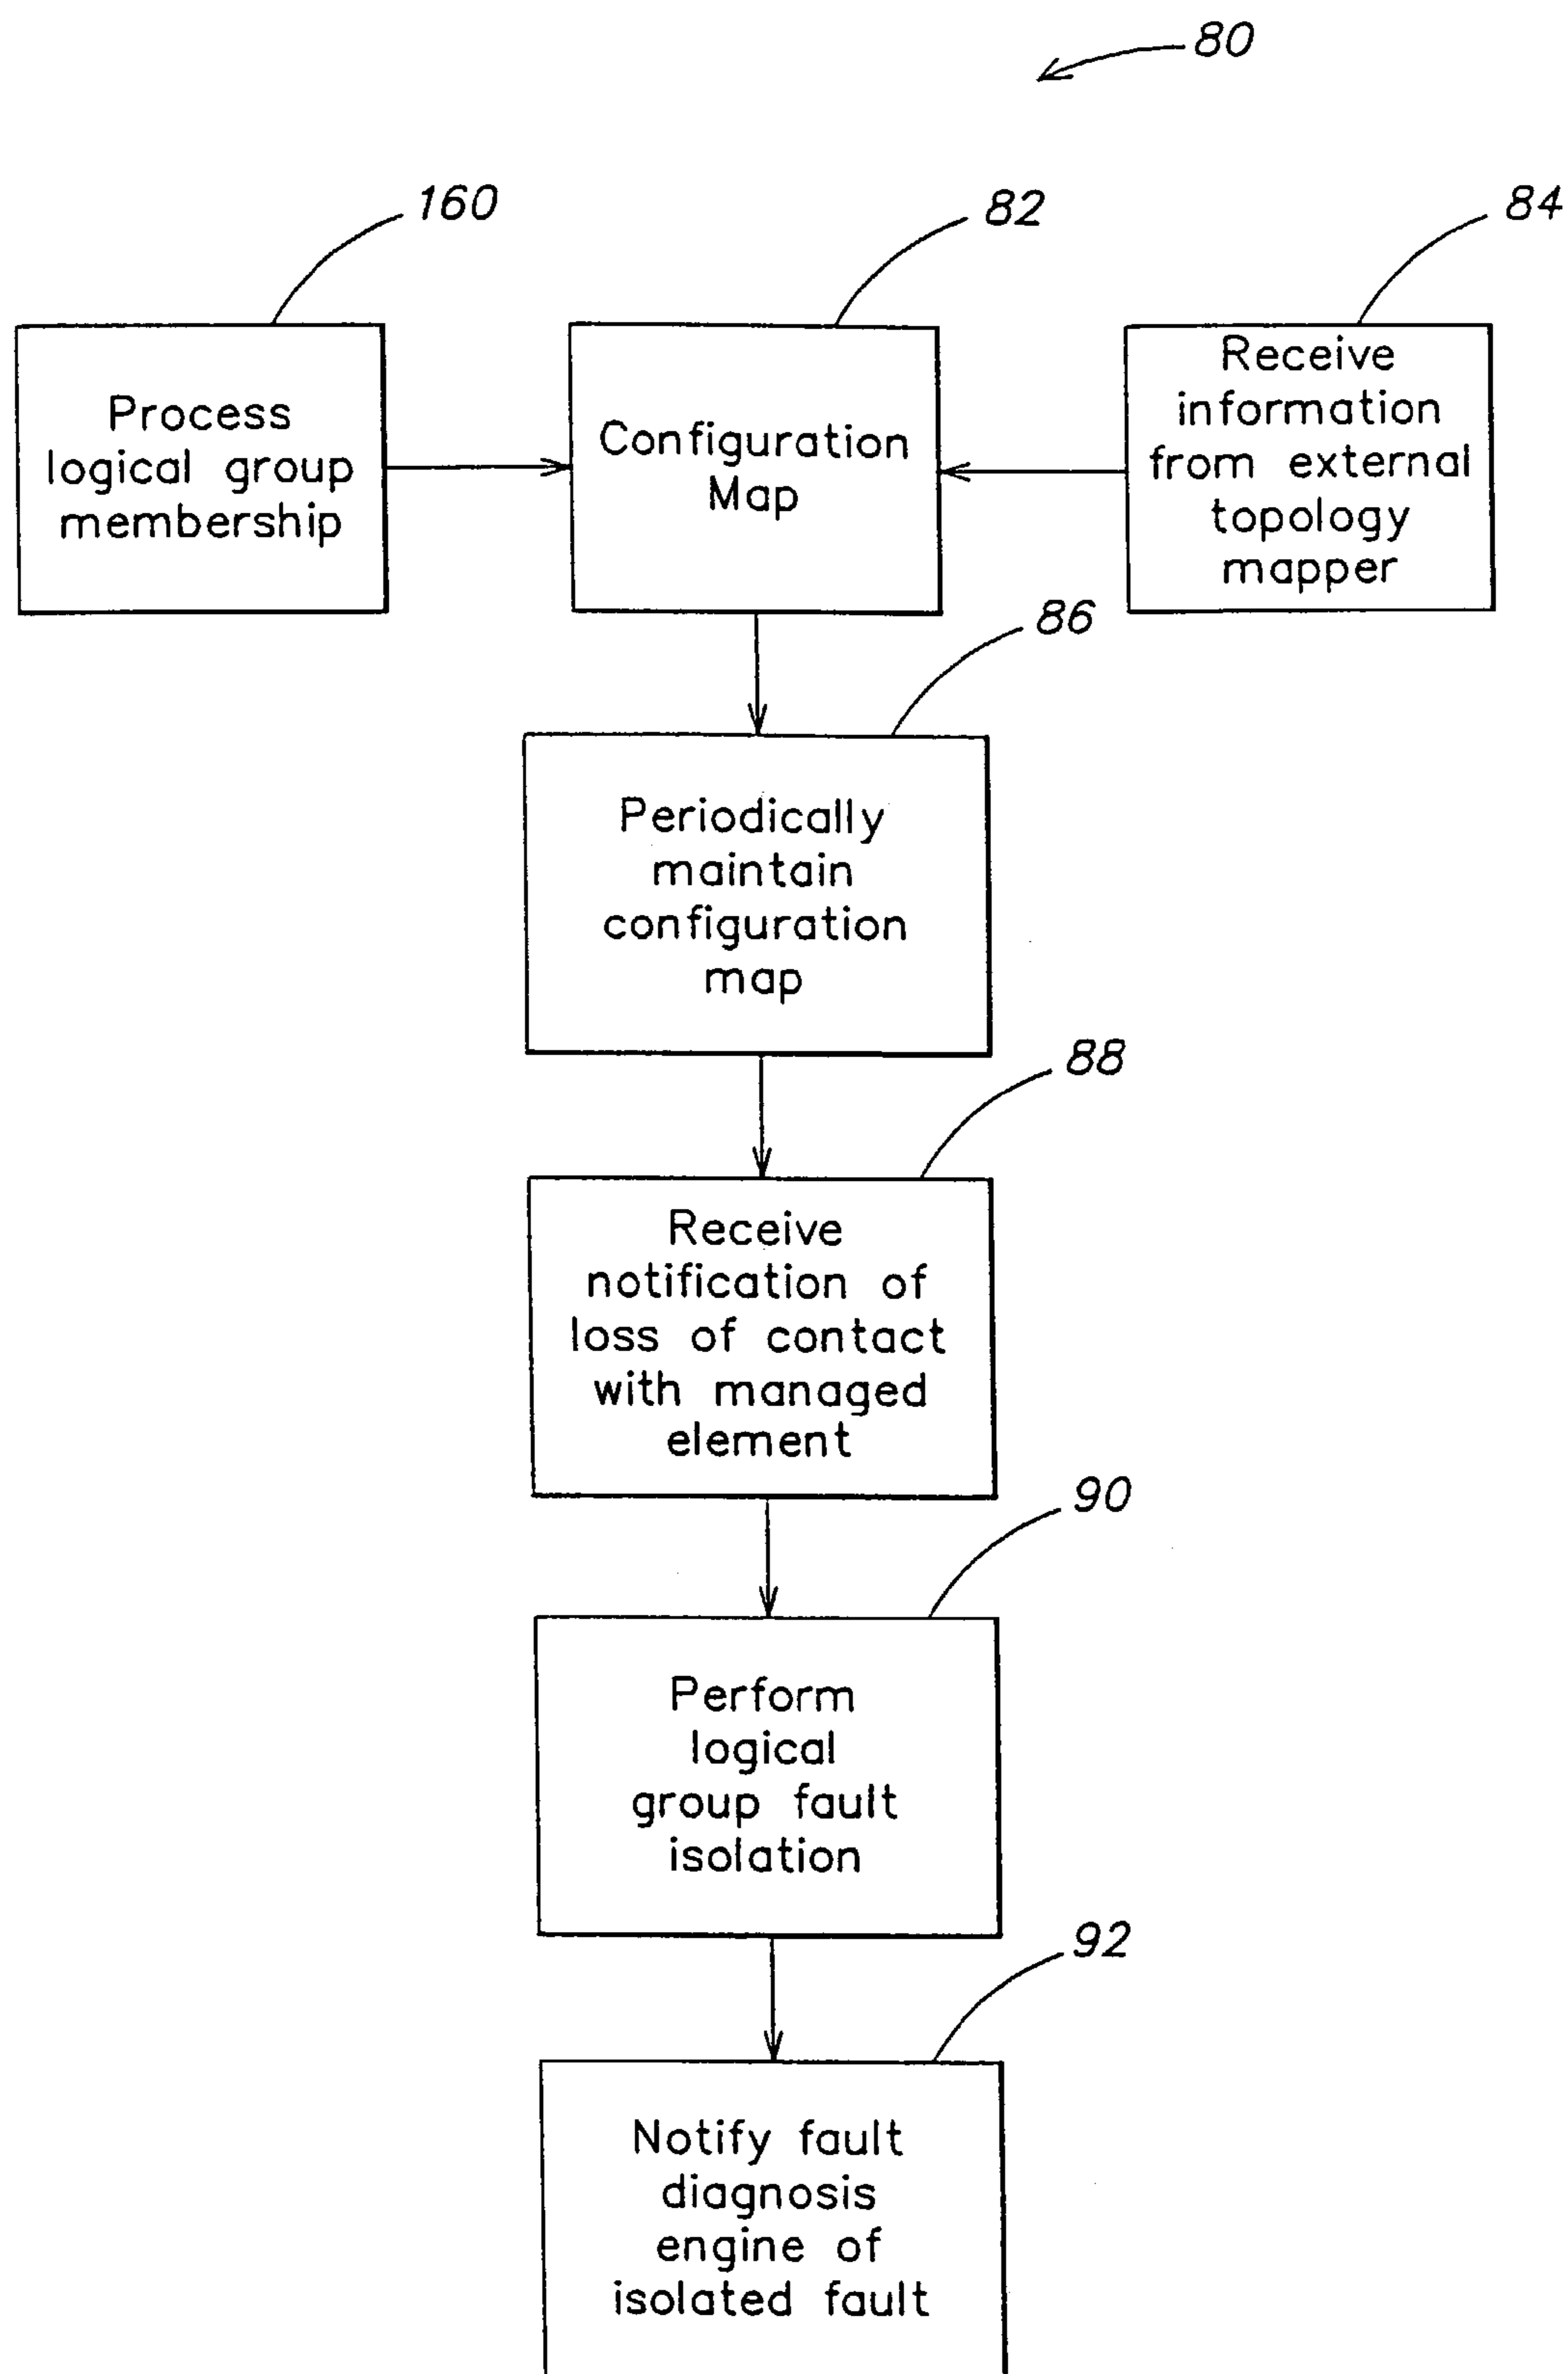 80
160
82
84
Process
logical group
membership
Configuration
Map
Receive
information
from external
topology
mapper
86
Periodically
maintain
configuration
map
88
Receive
notification of
loss of contact
with managed
element
90
Perform
logical
group fault
isolation
92
Notify fault
diagnosis
engine of
isolated fault